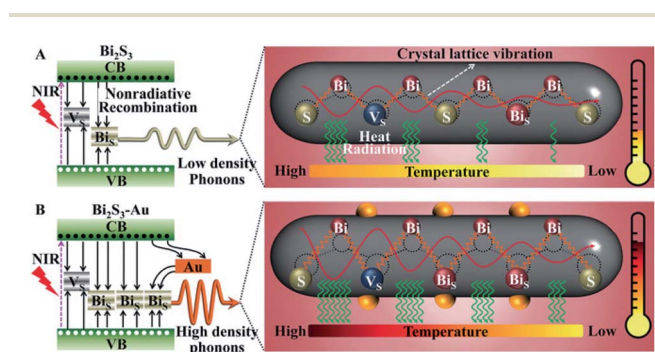 A
Bi₂S₃
CB
NIR
Nonradiative
Recombination
Vs
Bis
Low density
Phonons
VB
Crystal lattice vibration
Bi
Bi
Bi
Bi
S
Vs
S
Bis
S
Heat
Radiation
High
Temperature
Low
B
Bi₂S₃-Au
CB
NIR
Au
Vs
Bis
Bis
Bis
High density
phonons
VB
Bi
Bi
Bi
Bi
S
Vs
Bis
Bis
S
High
Temperature
Low